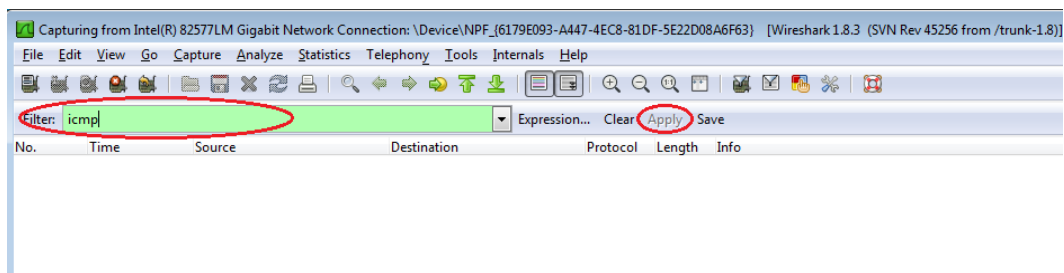 Capturing from Intel(R) 82577LM Gigabit Network Connection: \Device\NPF_{6179E093-A447-4EC8-81DF-5E22D08A6F63} [Wireshark 1.8.3 (SVN Rev 45256 from /trunk-1.8)]
File Edit View Go Capture Analyze Statistics Telephony Tools Internals Help
Filter: icmp Expression... Clear Apply Save
No. Time Source Destination Protocol Length Info